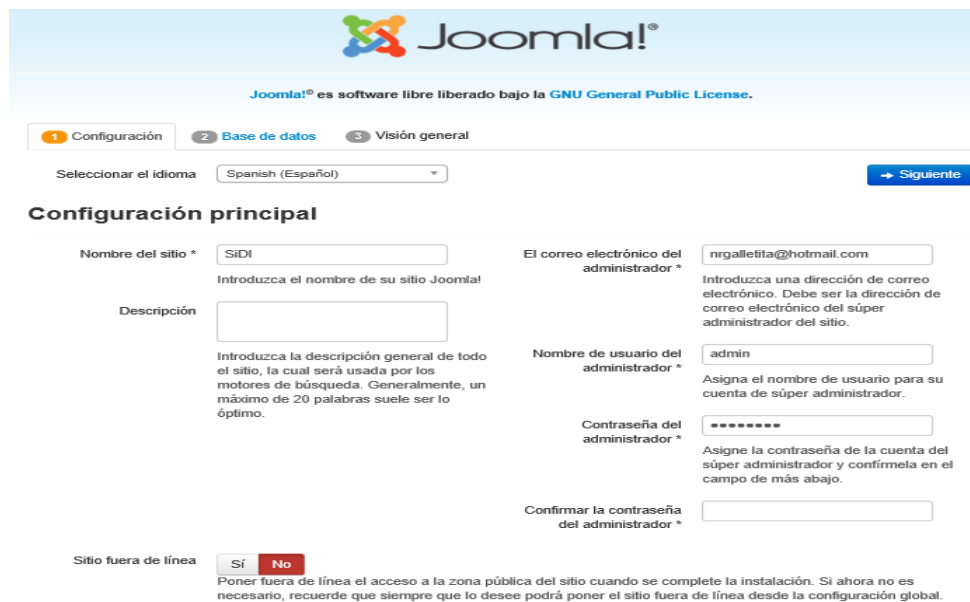 Joomla!®
Joomla!® es software libre liberado bajo la GNU General Public License.
1 Configuración
2 Base de datos
3 Visión general
Seleccionar el idioma
Spanish (Español)
→ Siguiente
Configuración principal
Nombre del sitio *
SiDI
Introduzca el nombre de su sitio Joomla!
Descripción
Introduzca la descripción general de todo
el sitio, la cual será usada por los
motores de búsqueda. Generalmente, un
máximo de 20 palabras suele ser lo
óptimo.
El correo electrónico del
administrador *
nrgalletita@hotmail.com
Introduzca una dirección de correo
electrónico. Debe ser la dirección de
correo electrónico del súper
administrador del sitio.
Nombre de usuario del
administrador *
admin
Asigna el nombre de usuario para su
cuenta de súper administrador.
Contraseña del
administrador *
••••••••
Asigne la contraseña de la cuenta del
súper administrador y confírmela en el
campo de más abajo.
Confirmar la contraseña
del administrador *
Sitio fuera de línea
Sí
No
Poner fuera de línea el acceso a la zona pública del sitio cuando se complete la instalación. Si ahora no es
necesario, recuerde que siempre que lo desee podrá poner el sitio fuera de línea desde la configuración global.